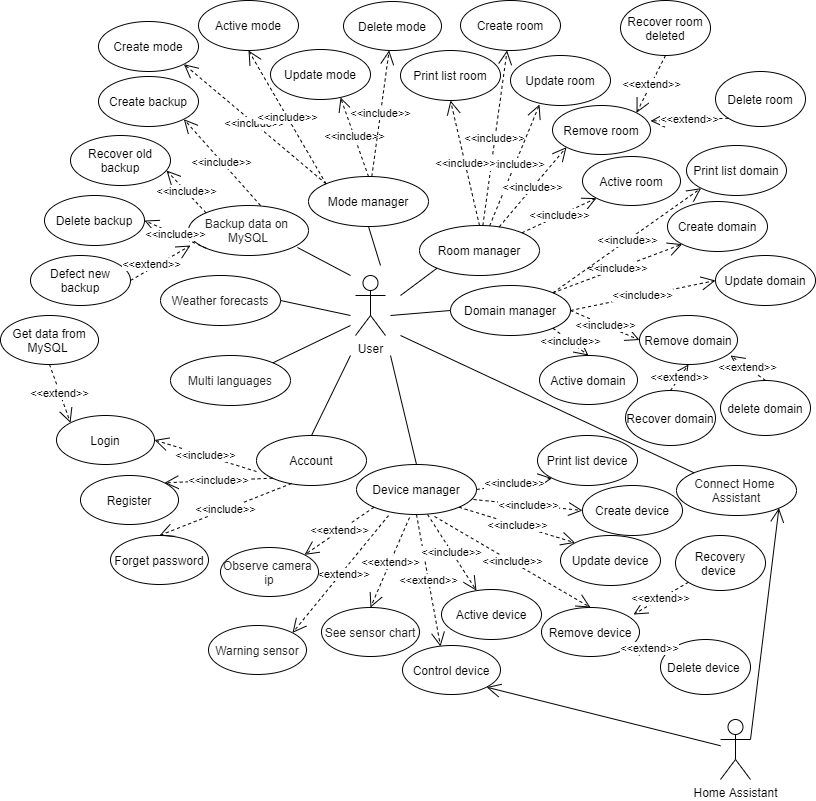 Create mode
Active mode
Delete mode
Create room
Recover room
deleted
Update mode
Print list room
Update room
<<extend>>
Create backup
Delete room
<<include>>
<<include>>
<<include>>
<<include>>
<<extend>>
Remove room
<<include>>
<<include>>
Recover old
backup
<<include>>
<<include>>
<<include>>
Print list domain
<<include>>
<<include>>
Active room
Mode manager
<<include>>
Delete backup
Backup data on
MySQL
<<include>>
Create domain
<<include>>
Room manager
<<include>>
<<extend>>
<<include>>
Defect new
backup
Update domain
Weather forecasts
<<include>>
Domain manager
<<include>>
Get data from
MySQL
User
<<include>>
Remove domain
Multi languages
Active domain
<<extend>>
<<extend>>
<<extend>>
Recover domain
delete domain
Login
<<include>>
Account
Print list device
<<include>>
Device manager
<<include>>
Connect Home
Assistant
Register
<<include>>
<<include>>
Create device
<<extend>>
<<include>>
Forget password
Observe camera
ip
<<extend>>
<<extend>>
<<extend>>
<<include>>
<<include>>
Update device
Recovery
device
<<extend>>
Active device
Warning sensor
See sensor chart
Remove device
<<extend>>
Control device
Delete device
Home Assistant